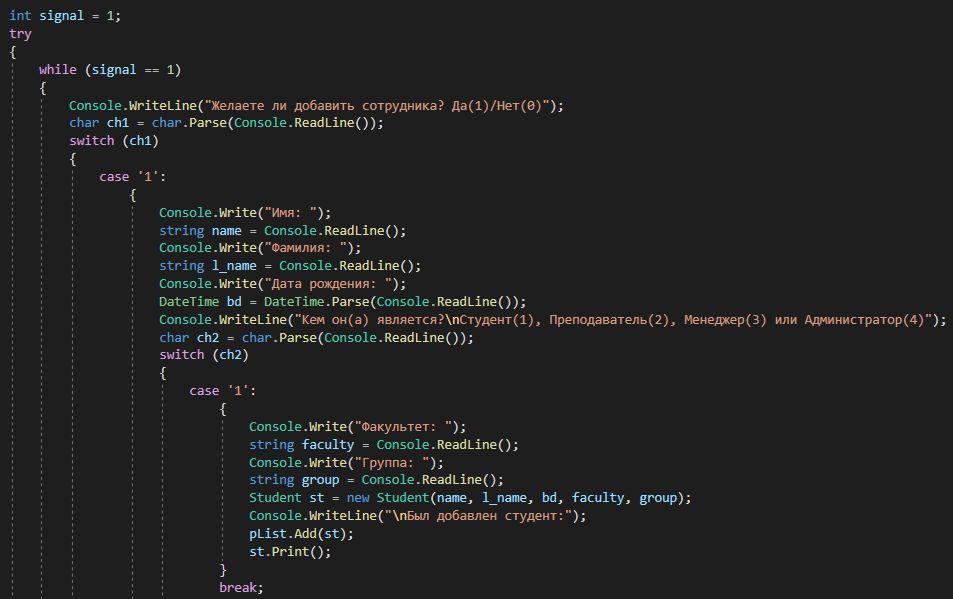 int signal = 1;
try
{
while (signal == 1)
{
Console.WriteLine("Желаете ли добавить сотрудника? Да(1)/Нет(0)");
char ch1 = char.Parse(Console.ReadLine());
switch (ch1)
{
case '1':
{
Console.Write("Имя: ");
string name = Console.ReadLine();
Console.Write("Фамилия: ");
string l_name = Console.ReadLine();
Console.Write("Дата рождения: ");
DateTime bd = DateTime.Parse(Console.ReadLine());
Console.WriteLine("Кем он(а) является?\nСтудент(1), Преподаватель(2), Менеджер(3) или Администратор(4)");
char ch2 = char.Parse(Console.ReadLine());
switch (ch2)
{
case '1':
{
Console.Write("Факультет: ");
string faculty = Console.ReadLine();
Console.Write("Группа: ");
string group = Console.ReadLine();
Student st = new Student(name, l_name, bd, faculty, group);
Console.WriteLine("\nБыл добавлен студент:");
pList.Add(st);
st.Print();
}
break;